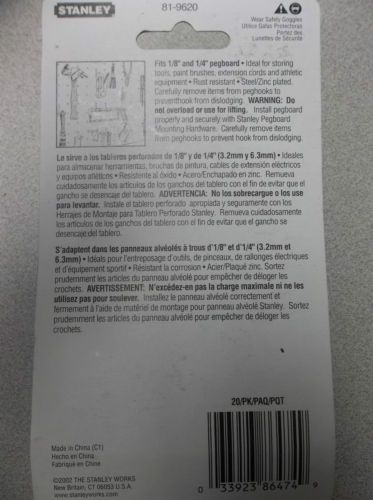 STANLEY
81-9620
Wear Safety Goggles
Utilice Gafas Protectoras
Portez des
Lunettes de Sécurité
Fits 1/8" and 1/4" pegboard • Ideal for storing
tools, paint brushes, extension cords and athletic
equipment • Rust resistant • Steel/Zinc plated.
Carefully remove items from peghooks to
prevent hook from dislodging. WARNING: Do
not overload or use for lifting. Install pegboard
properly and securely with Stanley Pegboard
Mounting Hardware. Carefully remove items
from peghooks to prevent hook from dislodging.
Le sirve a los tableros perforados de 1/8" y de 1/4" (3.2mm y 6.3mm) • Ideales
para almacenar herramientas, bruchas de pintura, cables de extensión eléctricos
y equipos atléticos • Resistente al óxido • Acero/Enchapado en zinc. Remueva
cuidadosamente los articulos de los ganchos del tablero con el fin de evitar que el
gancho se desencaje del tablero. ADVERTENCIA: No los sobrecargue o los use
para levantar. Instale el tablero perforado apropiada y seguramente con los
Herrajes de Montaje para Tablero Perforado Stanley. Remueva cuidadosamente
los articulos de los ganchos del tablero con el fin de evitar que el gancho se
desencaje del tablero.
S'adaptent dans les panneaux alvéolés à trous d'1/8" et d'1/4" (3.2mm et
6.3mm) • Idéals pour l'entreposage d'outils, de pinceaux, de rallonges électriques
et d'équipement sportif • Résistent la corrosion • Acier/Plaqué zinc. Sortez
prudemment les articles du panneau alvéolé pour empêcher de déloger les
crochets. AVERTISSEMENT: N'excédez-en pas la charge maximale ni ne les
utilisez pas pour soulever. Installez le panneau alvéolé correctement et
fermement à l'aide de matériel de montage pour panneau alvéolé Stanley. Sortez
prudemment les articles du panneau alvéolé pour empêcher de déloger les
crochets.
20/PK/PAQ/PQT
Made in China (C1)
Hecho en China
Fabriqué en Chine
©2002 THE STANLEY WORKS
New Britain, CT 06053 U.S.A.
www.stanleyworks.com
0 33923 86474 9